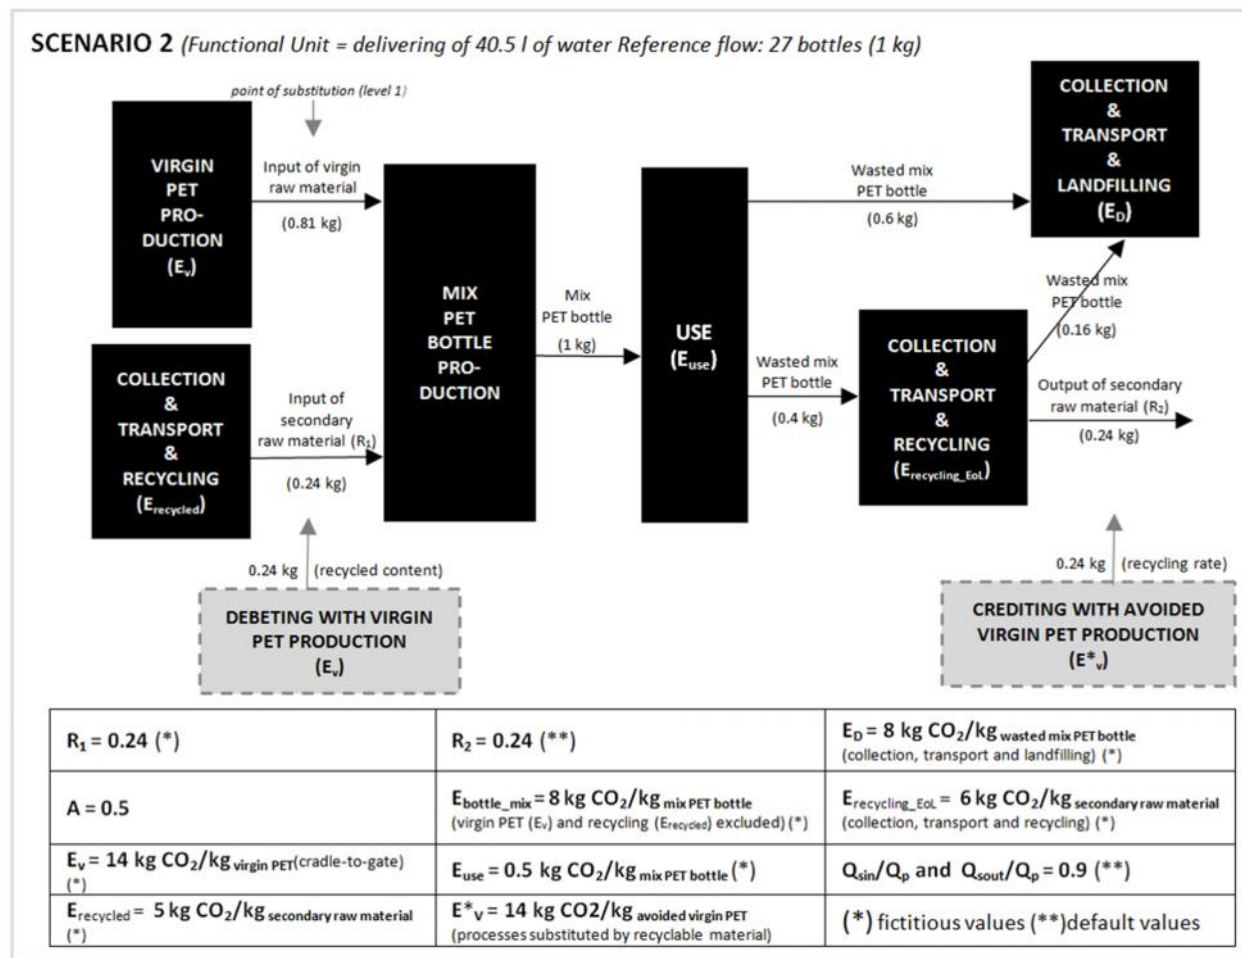 SCENARIO 2 (Functional Unit = delivering of 40.5 l of water Reference flow: 27 bottles (1 kg)
point of substitution (level 1)
VIRGIN
PET
PRO-
DUCTION
(Ev)
Input of virgin
raw material
(0.81 kg)
COLLECTION
&
TRANSPORT
&
RECYCLING
(Erecycled)
Input of
secondary
raw material (R1)
(0.24 kg)
MIX
PET
BOTTLE
PRO-
DUCTION
Mix
PET bottle
(1 kg)
USE
(Euse)
Wasted mix
PET bottle
(0.6 kg)
Wasted mix
PET bottle
(0.4 kg)
COLLECTION
&
TRANSPORT
&
LANDFILLING
(ED)
Wasted mix
PET bottle
(0.16 kg)
COLLECTION
&
TRANSPORT
&
RECYCLING
(Erecycling_EoL)
Output of secondary
raw material (R2)
(0.24 kg)
0.24 kg (recycled content)
DEBETING WITH VIRGIN
PET PRODUCTION
(Ev)
0.24 kg (recycling rate)
CREDITING WITH AVOIDED
VIRGIN PET PRODUCTION
(E*v)
R1 = 0.24 (*)
R2 = 0.24 (**)
ED = 8 kg CO2/kg wasted mix PET bottle
(collection, transport and landfilling) (*)
A = 0.5
Ebottle_mix = 8 kg CO2/kg mix PET bottle
(virgin PET (Ev) and recycling (Erecycled) excluded) (*)
Erecycling_EoL = 6 kg CO2/kg secondary raw material
(collection, transport and recycling) (*)
Ev = 14 kg CO2/kg virgin PET(cradle-to-gate)
(*)
Euse = 0.5 kg CO2/kg mix PET bottle (*)
Qsin/Qp and Qsout/Qp = 0.9 (**)
Erecycled = 5 kg CO2/kg secondary raw material
(*)
E*V = 14 kg CO2/kg avoided virgin PET
(processes substituted by recyclable material)
(*) fictitious values (**)default values